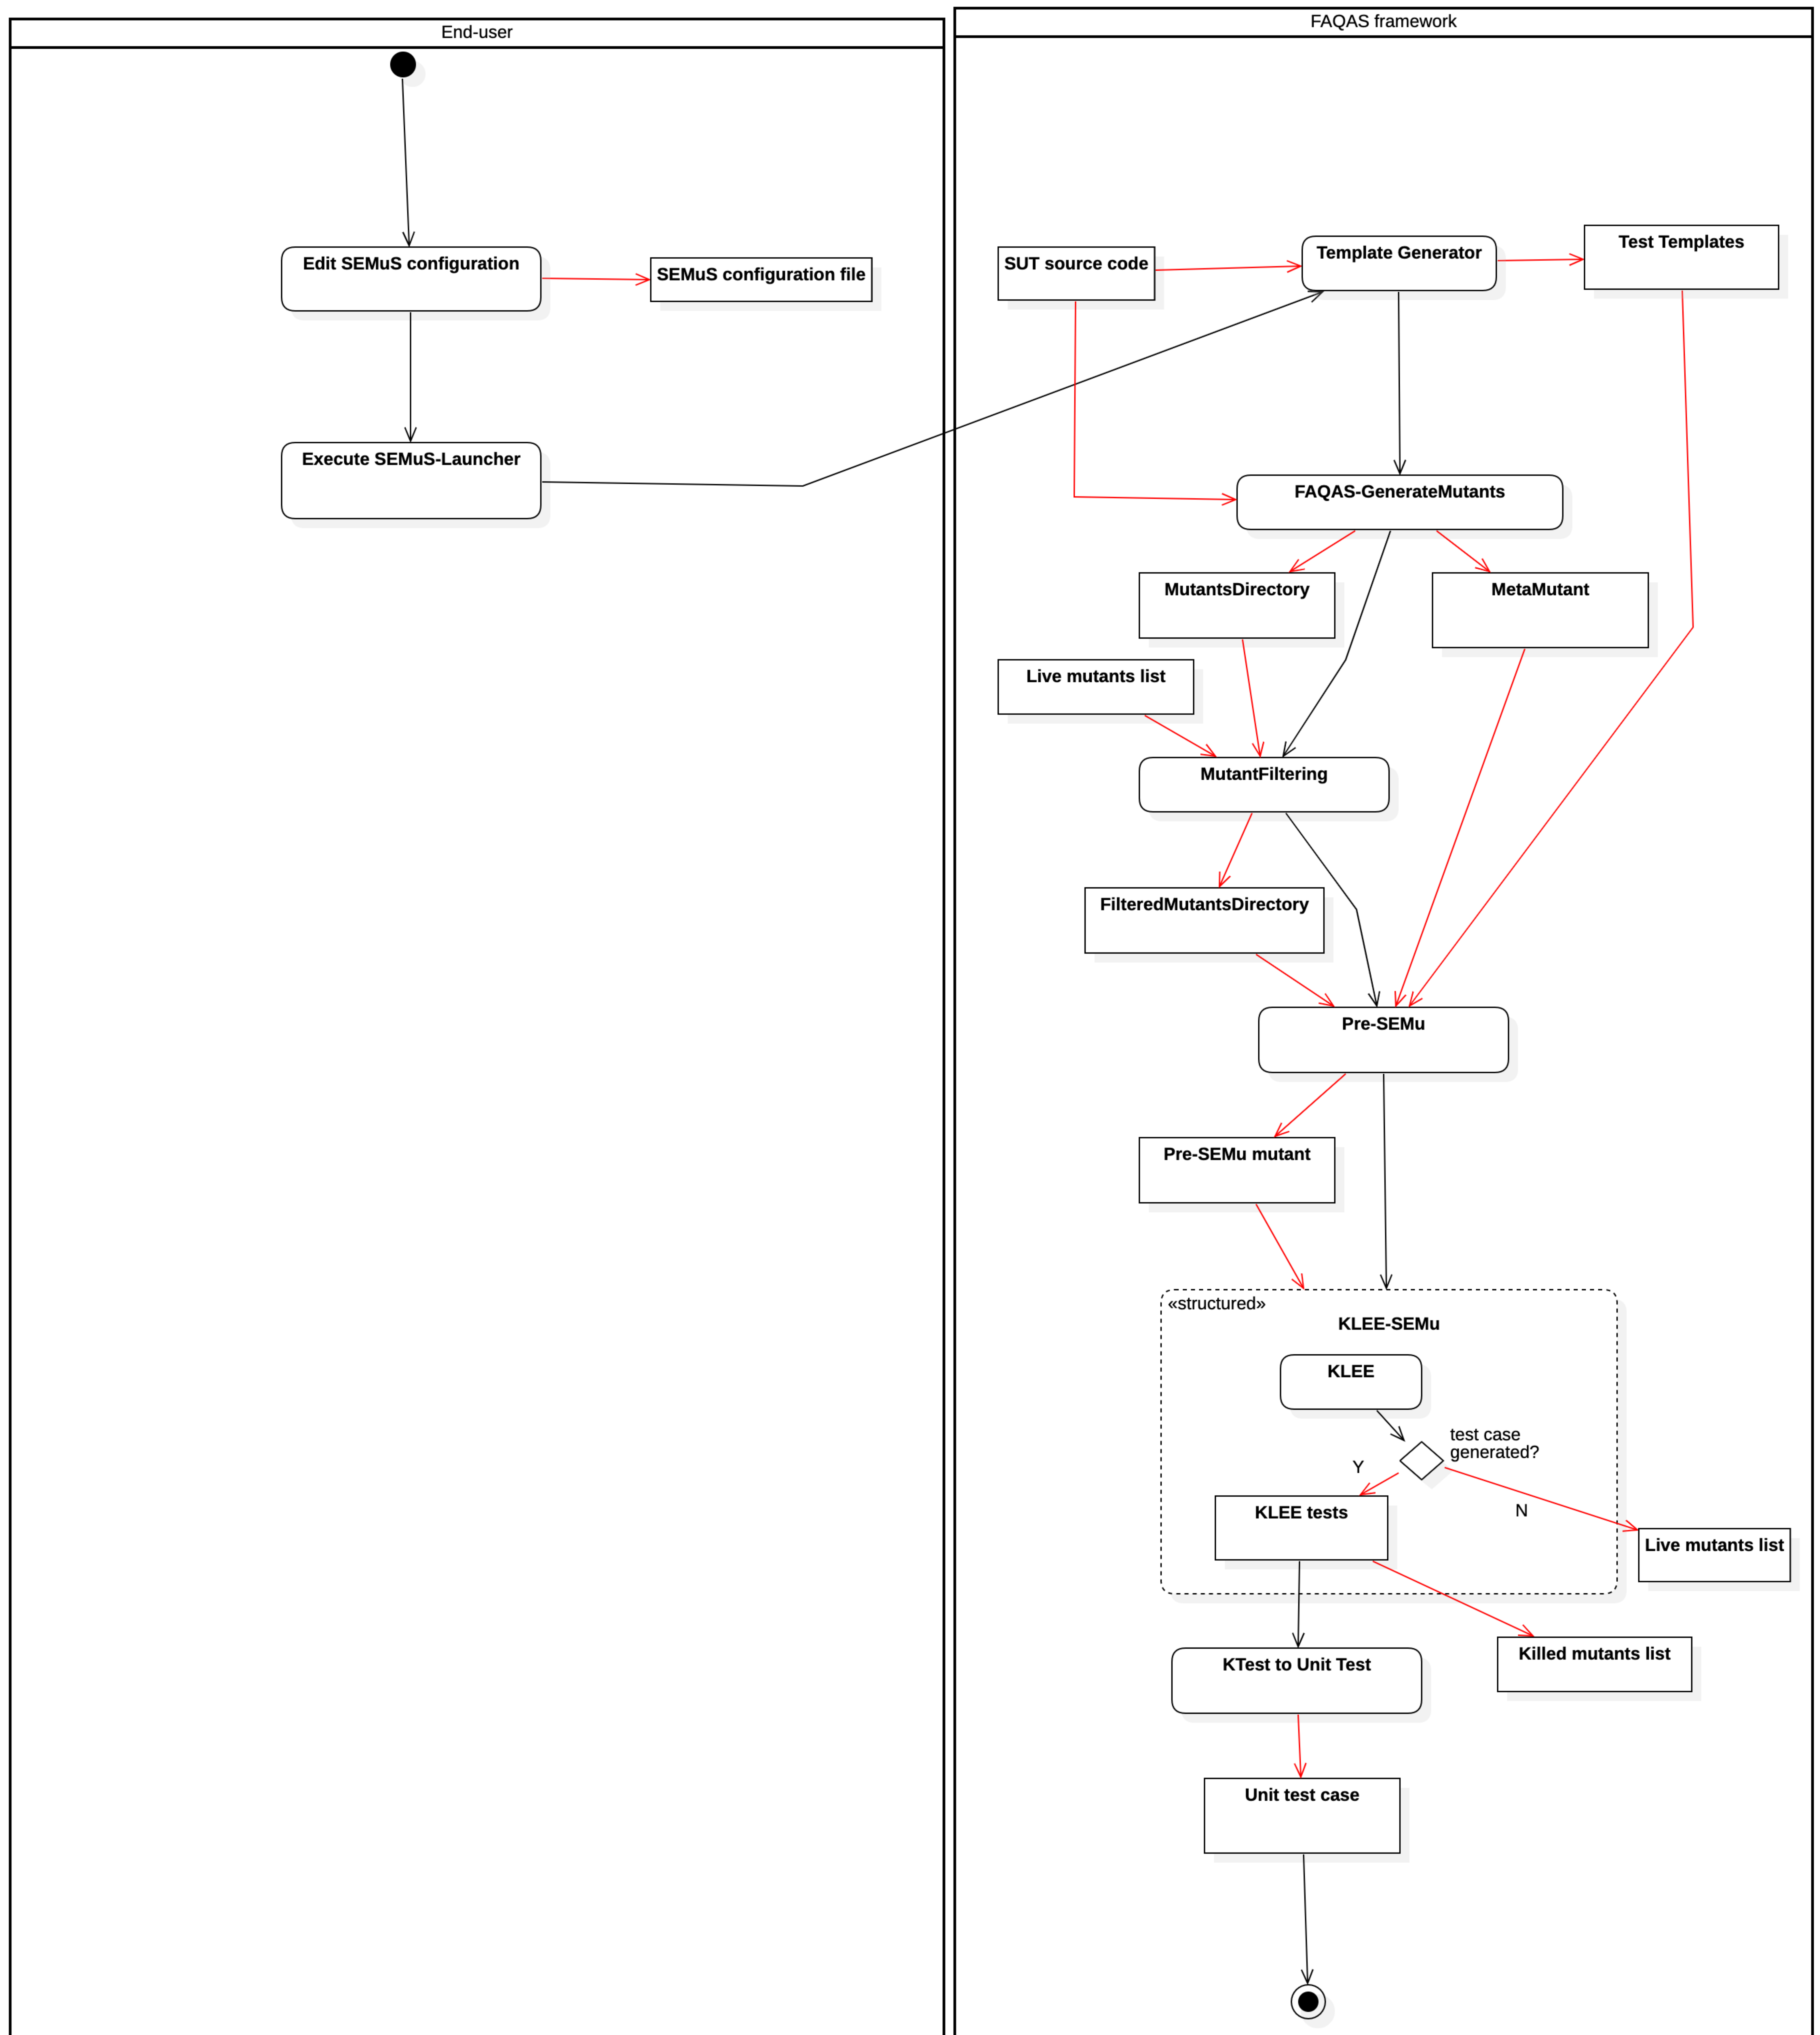 End-user
FAQAS framework
Edit SEMuS configuration
SEMuS configuration file
Execute SEMuS-Launcher
SUT source code
Template Generator
Test Templates
FAQAS-GenerateMutants
MutantsDirectory
MetaMutant
Live mutants list
MutantFiltering
FilteredMutantsDirectory
Pre-SEMu
Pre-SEMu mutant
«structured»
KLEE-SEMu
KLEE
test case
generated?
Y
N
KLEE tests
Live mutants list
Killed mutants list
KTest to Unit Test
Unit test case